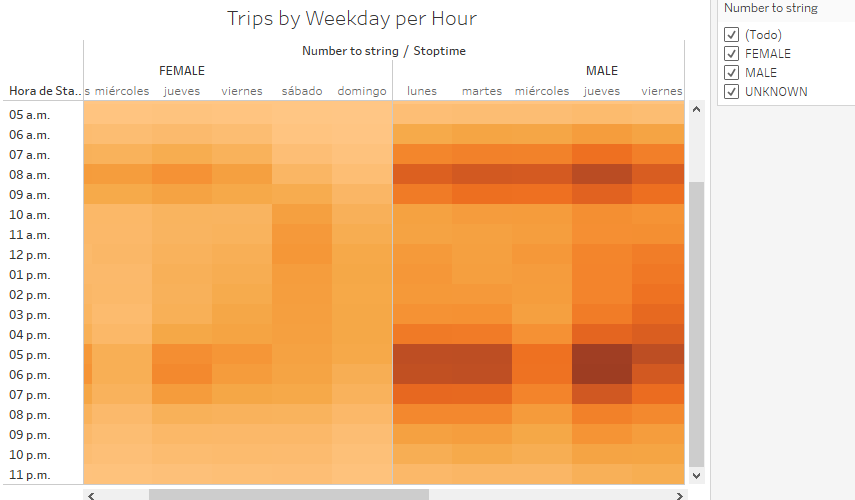 Trips by Weekday per Hour
Number to string / Stoptime
FEMALE MALE
Hora de Sta.. s miércoles jueves viernes sábado domingo lunes martes miércoles jueves viernes
05 a.m.
06 a.m.
07 a.m.
08 a.m.
09 a.m.
10 a.m.
11 a.m.
12 p.m.
01 p.m.
02 p.m.
03 p.m.
04 p.m.
05 p.m.
06 p.m.
07 p.m.
08 p.m.
09 p.m.
10 p.m.
11 p.m.
Number to string
(Todo)
FEMALE
MALE
UNKNOWN